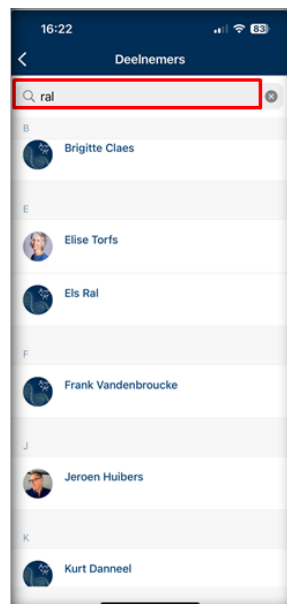 16:22
83
Deelnemers
ral
B
Brigitte Claes
E
Elise Torfs
Els Ral
F
Frank Vandenbroucke
J
Jeroen Huibers
K
Kurt Danneel